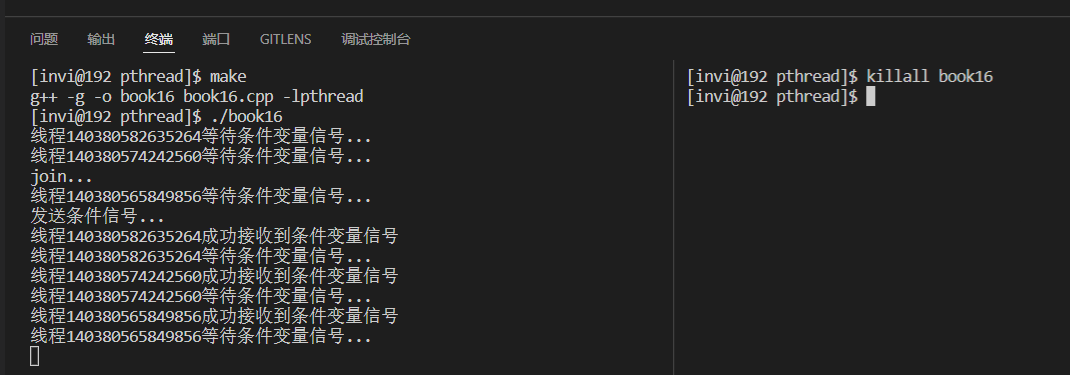 问题 输出 终端 端口 GITLENS 调试控制台
[invi@192 pthread]$ make
g++ -g -o book16 book16.cpp -lpthread
[invi@192 pthread]$ ./book16
线程140380582635264等待条件变量信号...
线程140380574242560等待条件变量信号...
join...
线程140380565849856等待条件变量信号...
发送条件信号...
线程140380582635264成功接收到条件变量信号
线程140380582635264等待条件变量信号...
线程140380574242560成功接收到条件变量信号
线程140380574242560等待条件变量信号...
线程140380565849856成功接收到条件变量信号
线程140380565849856等待条件变量信号...
[invi@192 pthread]$ killall book16
[invi@192 pthread]$